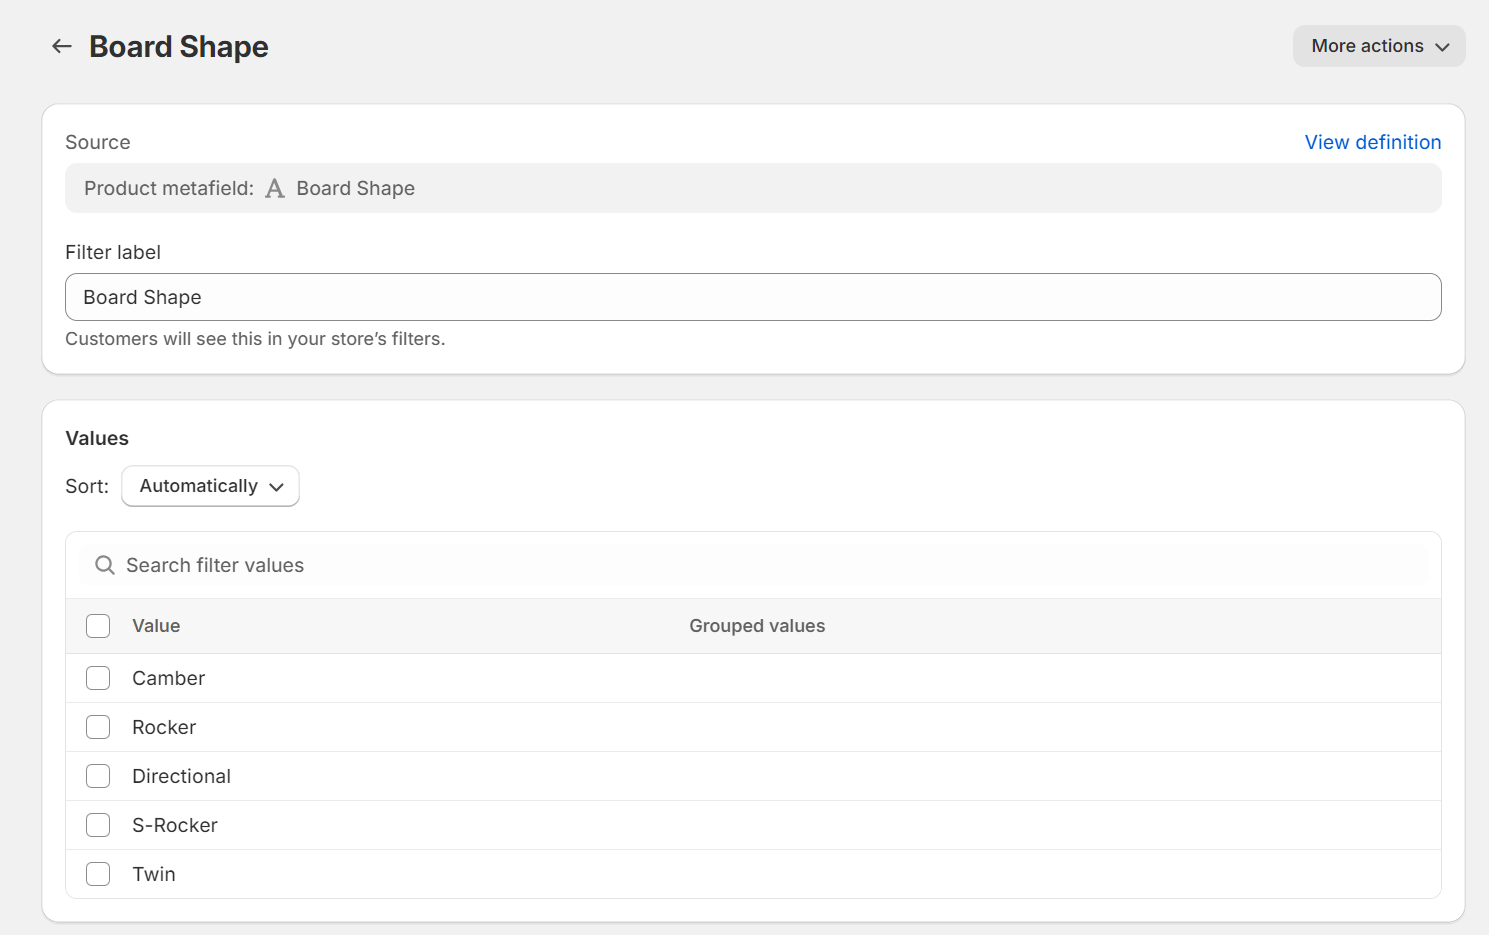 Board Shape
More actions
Source
View definition
Product metafield: A Board Shape
Filter label
Board Shape
Customers will see this in your store’s filters.
Values
Sort: Automatically
Search filter values
Value Grouped values
Camber
Rocker
Directional
S-Rocker
Twin